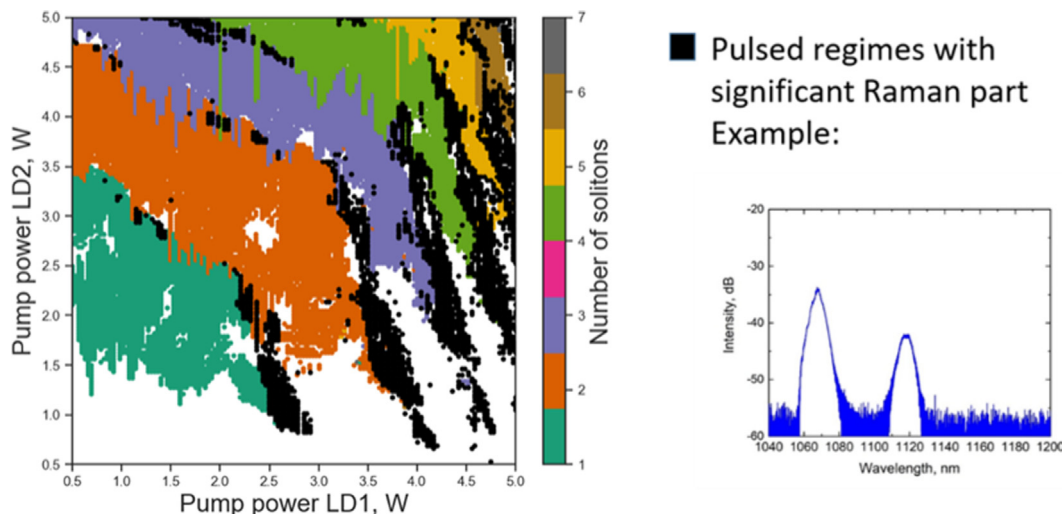 5.0
4.5
4.0
3.5
3.0
2.5
2.0
1.5
1.0
0.5
Pump power LD2, W
0.5 1.0 1.5 2.0 2.5 3.0 3.5 4.0 4.5 5.0
Pump power LD1, W
7
6
5
4
3
2
1
Number of solitons
Pulsed regimes with
significant Raman part
Example:
-20
-30
-40
-50
-60
Intensity, dB
1040 1060 1080 1100 1120 1140 1160 1180 1200
Wavelength, nm